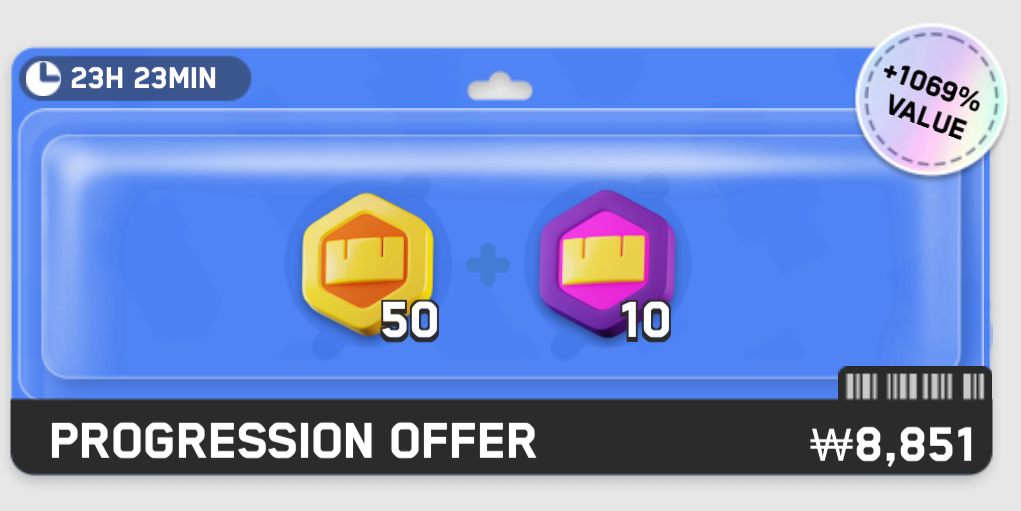 23H 23MIN
+1069%
VALUE
50
10
PROGRESSION OFFER
₩8,851